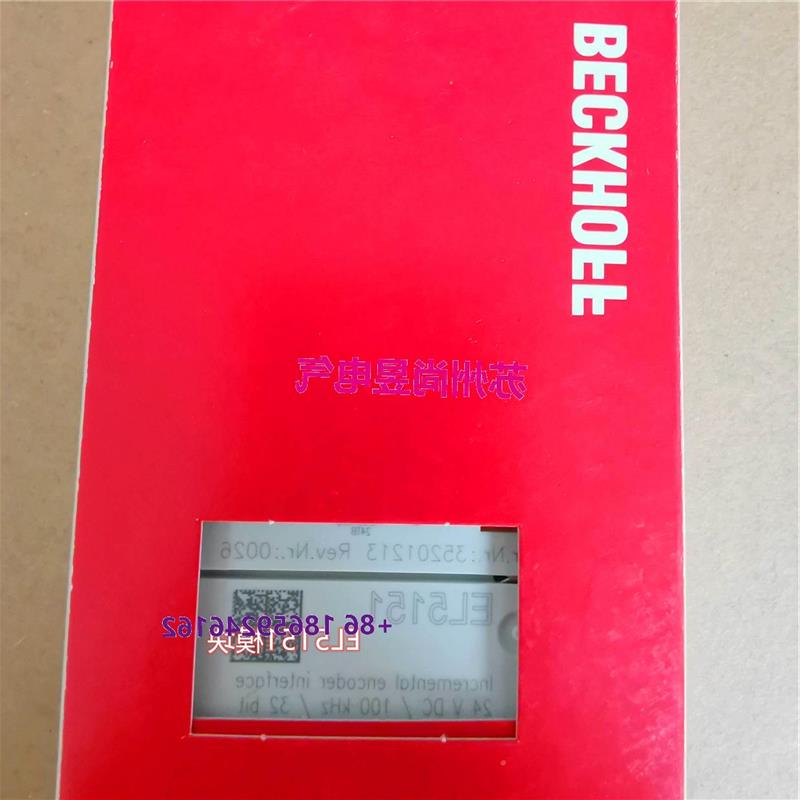 BECKHOFF
苏州尚昱电气
r.Nr.:35201213 Rev.Nr.:0026
EL5151
+86 18659246162
EL5151模块
Incremental encoder interface
24 V DC / 100 kHz / 32 bit